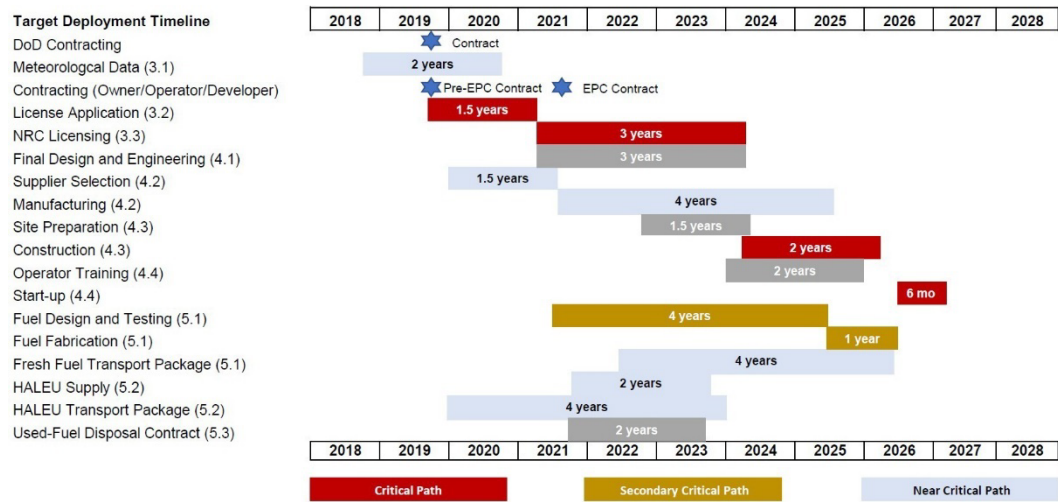 Target Deployment Timeline 2018 2019 2020 2021 2022 2023 2024 2025 2026 2027 2028
DoD Contracting Contract
Meteorologcal Data (3.1) 2 years
Contracting (Owner/Operator/Developer) Pre-EPC Contract EPC Contract
License Application (3.2) 1.5 years
NRC Licensing (3.3) 3 years
Final Design and Engineering (4.1) 3 years
Supplier Selection (4.2) 1.5 years
Manufacturing (4.2) 4 years
Site Preparation (4.3) 1.5 years
Construction (4.3) 2 years
Operator Training (4.4) 2 years
Start-up (4.4) 6 mo
Fuel Design and Testing (5.1) 4 years
Fuel Fabrication (5.1) 1 year
Fresh Fuel Transport Package (5.1) 4 years
HALEU Supply (5.2) 2 years
HALEU Transport Package (5.2) 4 years
Used-Fuel Disposal Contract (5.3) 2 years
2018 2019 2020 2021 2022 2023 2024 2025 2026 2027 2028
Critical Path Secondary Critical Path Near Critical Path